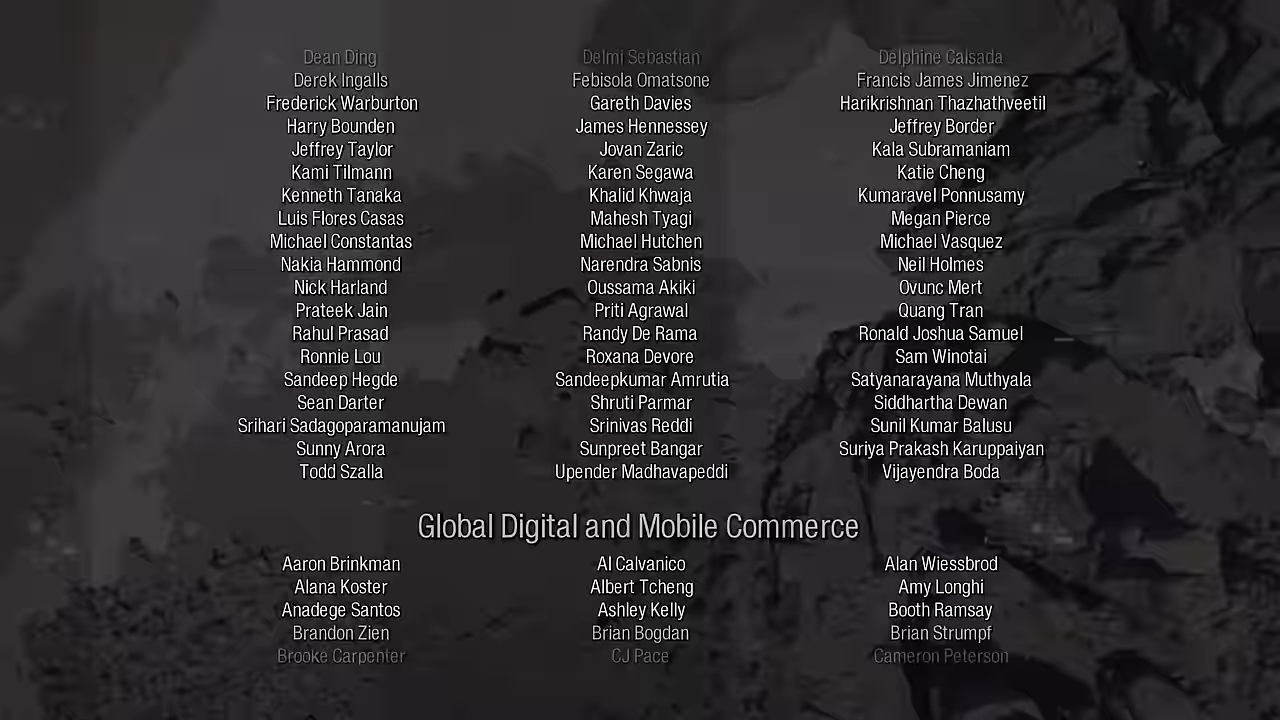 Dean Ding Delmi Sebastian Delphine Calsada
Derek Ingalls Febisola Omatsone Francis James Jimenez
Frederick Warburton Gareth Davies Harikrishnan Thazhathveetil
Harry Bounden James Hennessey Jeffrey Border
Jeffrey Taylor Jovan Zaric Kala Subramaniam
Kami Tilmann Karen Segawa Katie Cheng
Kenneth Tanaka Khalid Khwaja Kumaravel Ponnusamy
Luis Flores Casas Mahesh Tyagi Megan Pierce
Michael Constantas Michael Hutchen Michael Vasquez
Nakia Hammond Narendra Sabnis Neil Holmes
Nick Harland Oussama Akiki Ovunc Mert
Prateek Jain Priti Agrawal Quang Tran
Rahul Prasad Randy De Rama Ronald Joshua Samuel
Ronnie Lou Roxana Devore Sam Winotai
Sandeep Hegde Sandeepkumar Amrutia Satyanarayana Muthyala
Sean Darter Shruti Parmar Siddhartha Dewan
Srihari Sadagoparamanujam Srinivas Reddi Sunil Kumar Balusu
Sunny Arora Sunpreet Bangar Suriya Prakash Karuppaiyan
Todd Szalla Upender Madhavapeddi Vijayendra Boda
Global Digital and Mobile Commerce
Aaron Brinkman Al Calvanico Alan Wiessbrod
Alana Koster Albert Tcheng Amy Longhi
Anadege Santos Ashley Kelly Booth Ramsay
Brandon Zien Brian Bogdan Brian Strumpf
Brooke Carpenter CJ Pace Cameron Peterson